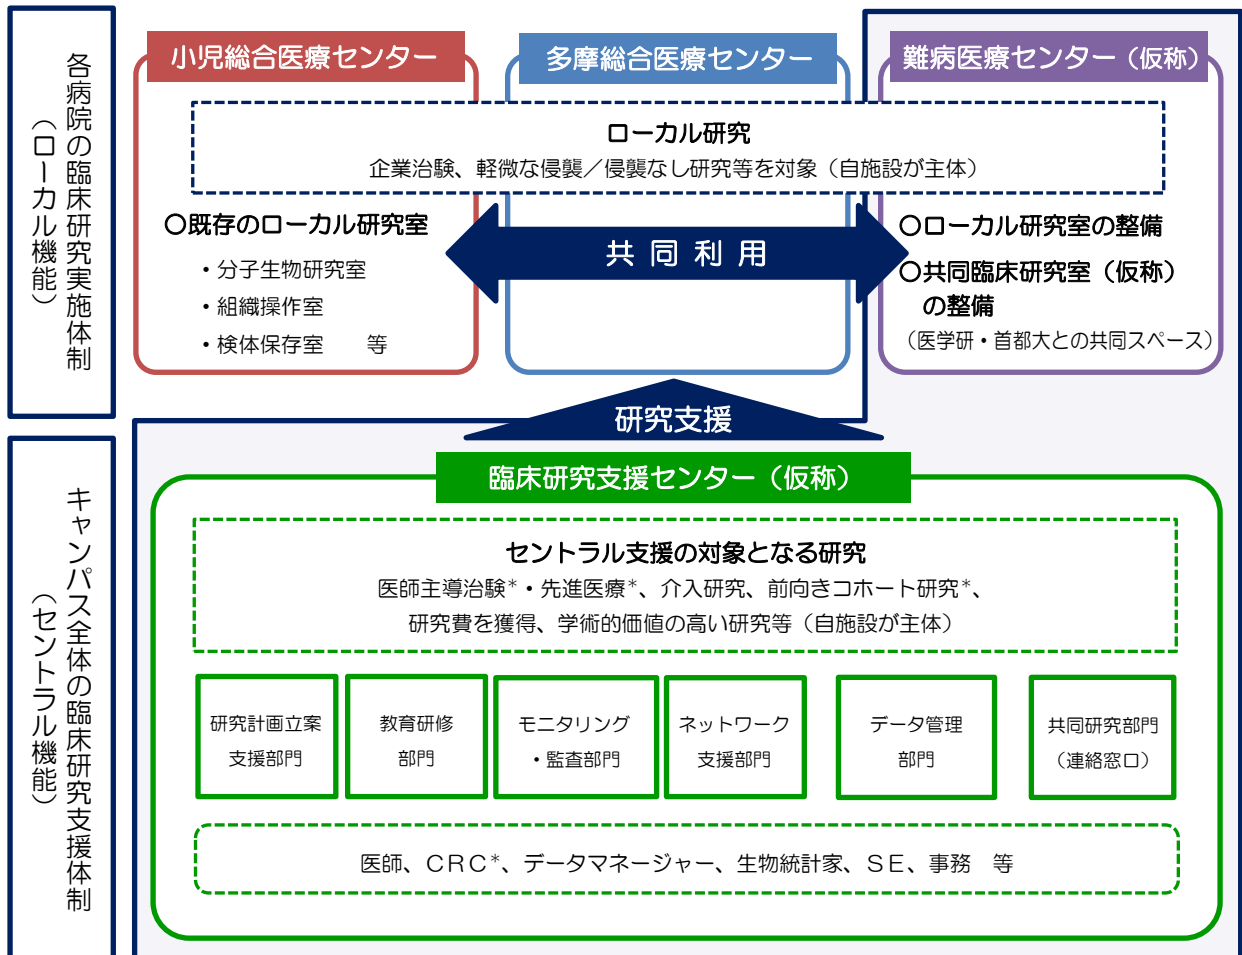 各病院の臨床研究実施体制
（ローカル機能）
小児総合医療センター
多摩総合医療センター
難病医療センター（仮称）
ローカル研究
企業治験、軽微な侵襲／侵襲なし研究等を対象（自施設が主体）
〇既存のローカル研究室
・分子生物研究室
・組織操作室
・検体保存室　等
共同利用
〇ローカル研究室の整備
〇共同臨床研究室（仮称）
の整備
（医学研・首都大との共同スペース）
研究支援
キャンパス全体の臨床研究支援体制
（セントラル機能）
臨床研究支援センター（仮称）
セントラル支援の対象となる研究
医師主導治験*・先進医療*、介入研究、前向きコホート研究*、
研究費を獲得、学術的価値の高い研究等（自施設が主体）
研究計画立案
支援部門
教育研修
部門
モニタリング
・監査部門
ネットワーク
支援部門
データ管理
部門
共同研究部門
（連絡窓口）
医師、ＣＲＣ*、データマネージャー、生物統計家、ＳＥ、事務　等